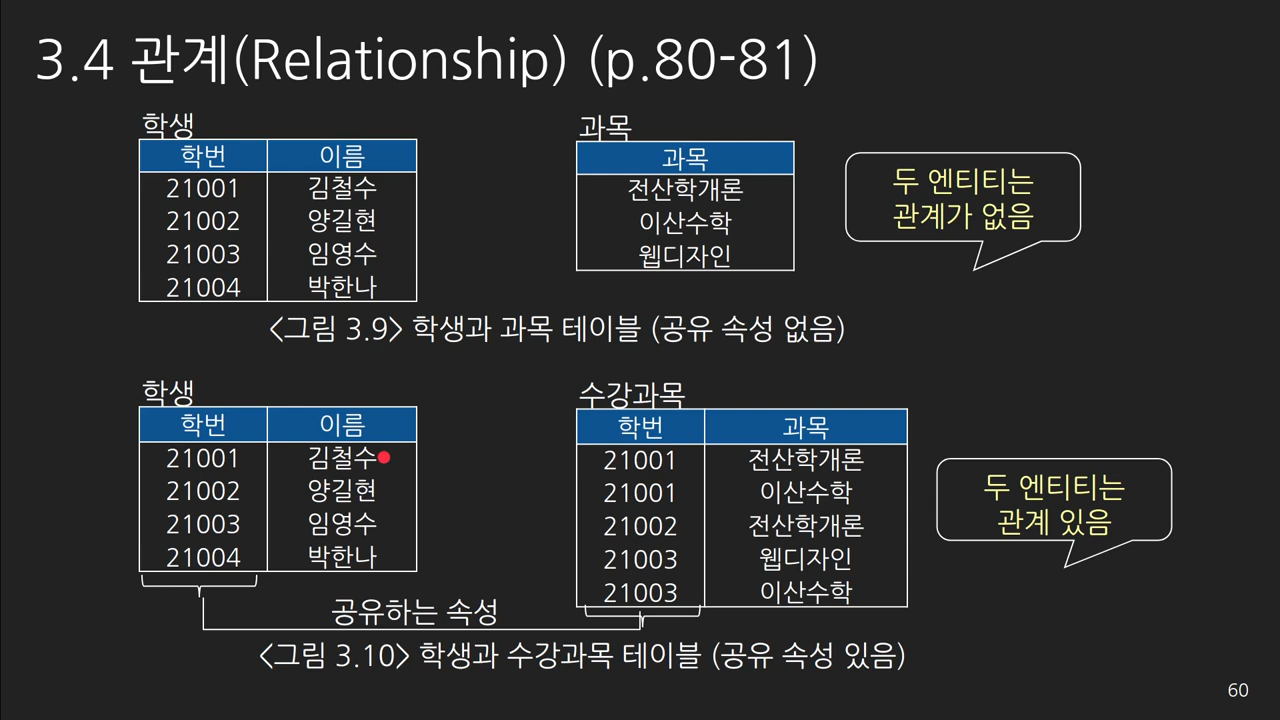 3.4 관계(Relationship) (p.80-81)
학생
학번 이름
21001 김철수
21002 양길현
21003 임영수
21004 박한나
과목
과목
전산학개론
이산수학
웹디자인
두 엔티티는
관계가 없음
<그림 3.9> 학생과 과목 테이블 (공유 속성 없음)
학생
학번 이름
21001 김철수
21002 양길현
21003 임영수
21004 박한나
수강과목
학번 과목
21001 전산학개론
21001 이산수학
21002 전산학개론
21003 웹디자인
21003 이산수학
두 엔티티는
관계 있음
공유하는 속성
<그림 3.10> 학생과 수강과목 테이블 (공유 속성 있음)
60